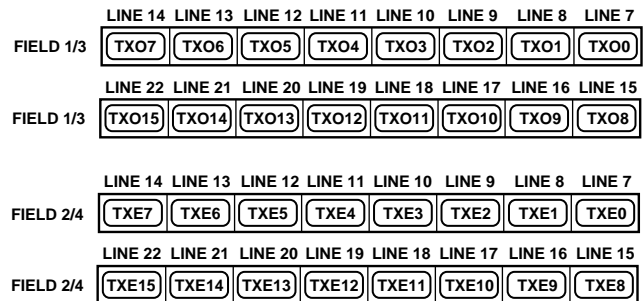 LINE 14 LINE 13 LINE 12 LINE 11 LINE 10 LINE 9 LINE 8 LINE 7
FIELD 1/3 TXO7 TXO6 TXO5 TXO4 TXO3 TXO2 TXO1 TXO0
LINE 22 LINE 21 LINE 20 LINE 19 LINE 18 LINE 17 LINE 16 LINE 15
FIELD 1/3 TXO15 TXO14 TXO13 TXO12 TXO11 TXO10 TXO9 TXO8
LINE 14 LINE 13 LINE 12 LINE 11 LINE 10 LINE 9 LINE 8 LINE 7
FIELD 2/4 TXE7 TXE6 TXE5 TXE4 TXE3 TXE2 TXE1 TXE0
LINE 22 LINE 21 LINE 20 LINE 19 LINE 18 LINE 17 LINE 16 LINE 15
FIELD 2/4 TXE15 TXE14 TXE13 TXE12 TXE11 TXE10 TXE9 TXE8